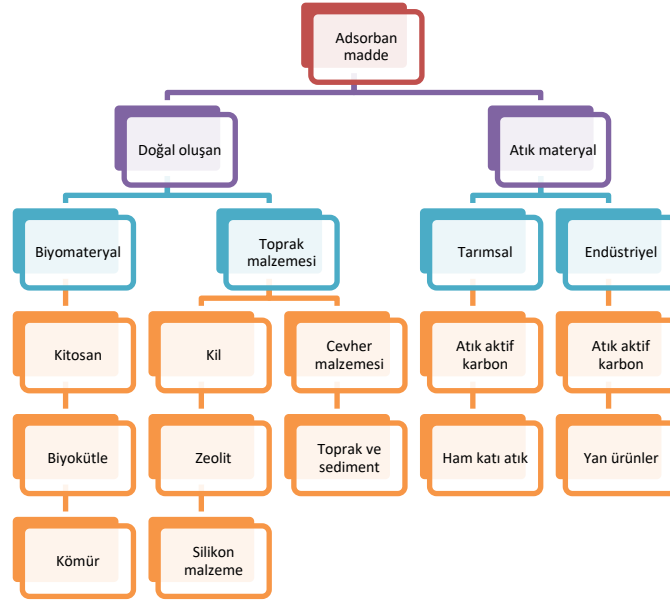 Adsorban
madde
Doğal oluşan
Atık materyal
Biyomateryal
Toprak
malzemesi
Tarımsal
Endüstriyel
Kitosan
Kil
Cevher
malzemesi
Atık aktif
karbon
Atık aktif
karbon
Biyokütle
Zeolit
Toprak ve
sediment
Ham katı atık
Yan ürünler
Kömür
Silikon
malzeme